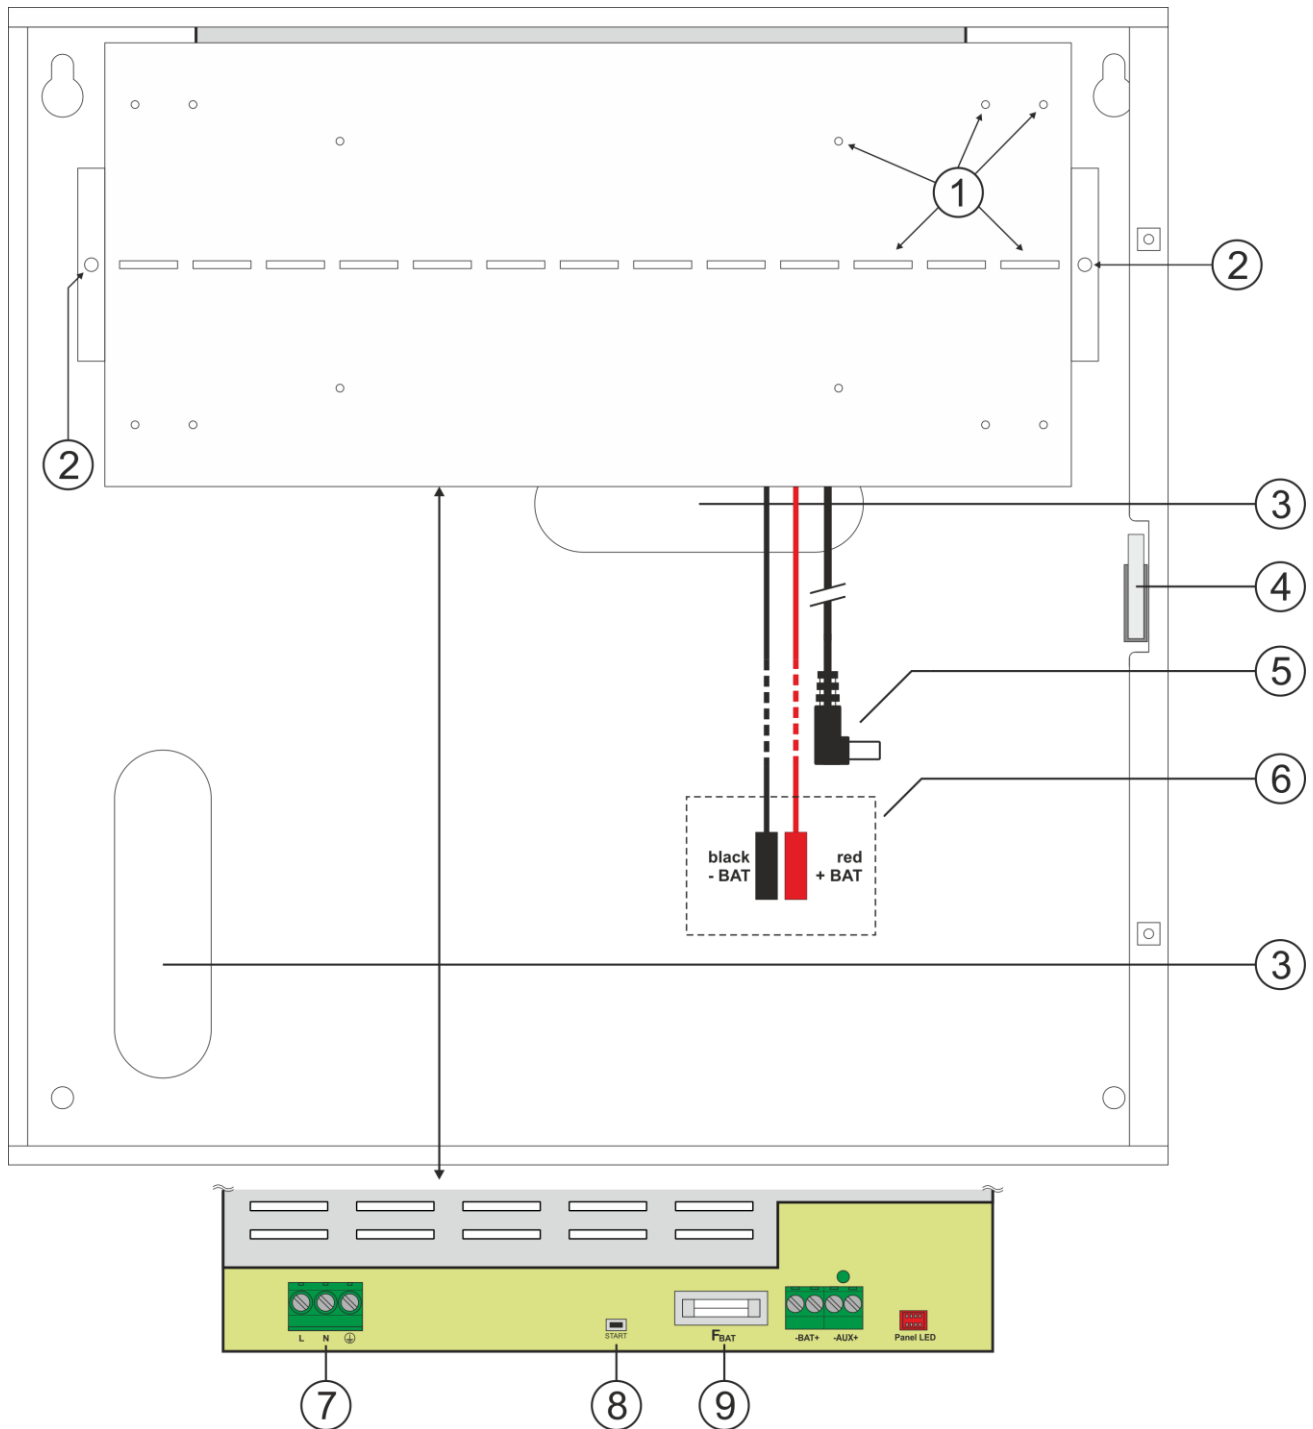 1
2
2
3
4
5
6
black red
- BAT + BAT
3
L N
START
FBAT
-BAT+ -AUX+
Panel LED
7 8 9